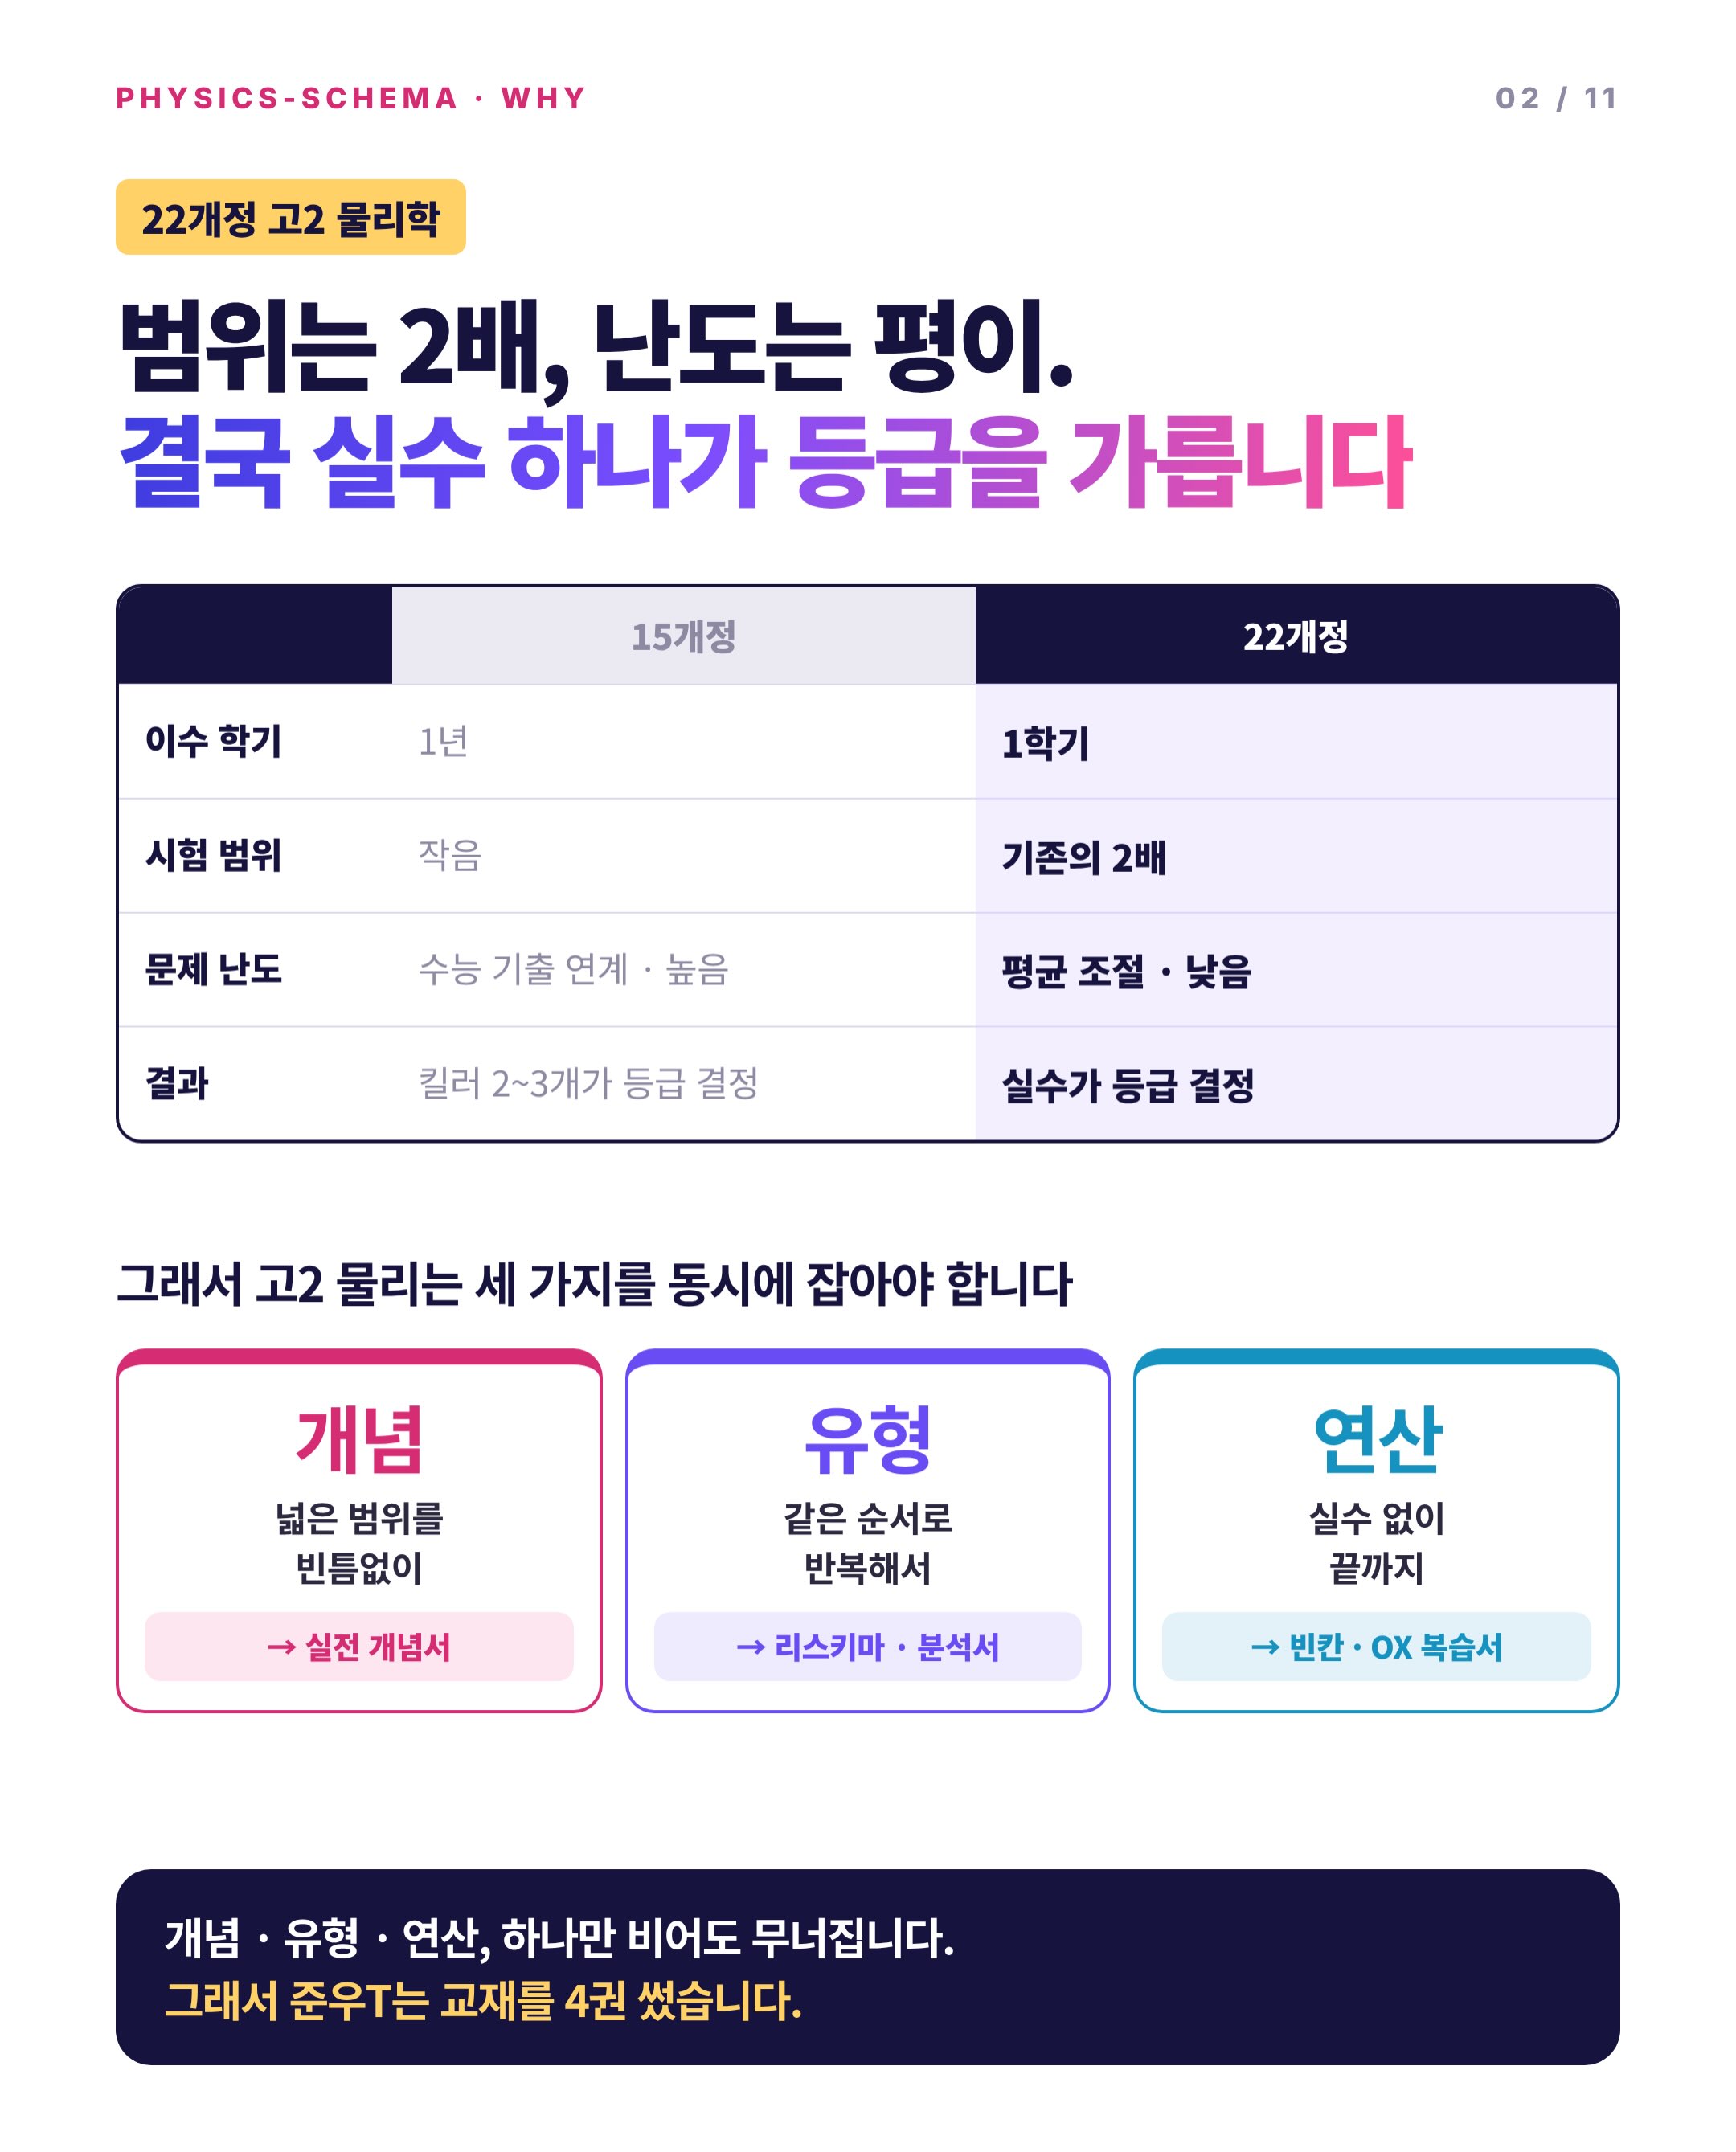 PHYSICS-SCHEMA · WHY
02 / 11
22개정 고2 물리학
범위는 2배, 난도는 평이.
결국 실수 하나가 등급을 가릅니다
15개정 22개정
이수 학기 1년 1학기
시험 범위 작음 기존의 2배
문제 난도 수능 기출 연계 · 높음 평균 조절 · 낮음
결과 킬러 2~3개가 등급 결정 실수가 등급 결정
그래서 고2 물리는 세 가지를 동시에 잡아야 합니다
개념
넓은 범위를
빈틈없이
→ 실전 개념서
유형
같은 순서로
반복해서
→ 리스키마 · 분석서
연산
실수 없이
끝까지
→ 빈칸 · OX 복습서
개념 · 유형 · 연산, 하나만 비어도 무너집니다.
그래서 준우T는 교재를 4권 썼습니다.